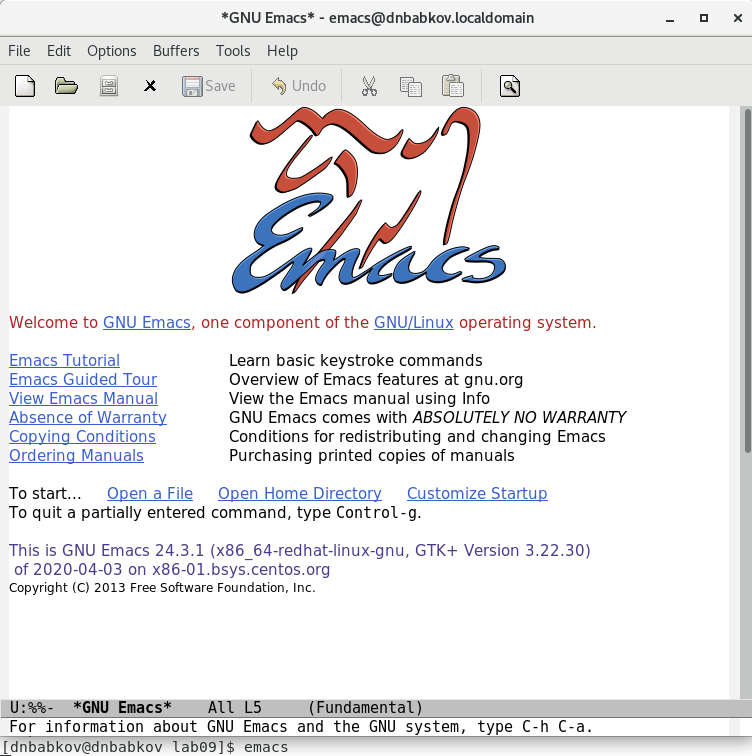 *GNU Emacs* - emacs@dnbabkov.localdomain
File Edit Options Buffers Tools Help
Save Undo
Emacs
Welcome to GNU Emacs, one component of the GNU/Linux operating system.
Emacs Tutorial Learn basic keystroke commands
Emacs Guided Tour Overview of Emacs features at gnu.org
View Emacs Manual View the Emacs manual using Info
Absence of Warranty GNU Emacs comes with ABSOLUTELY NO WARRANTY
Copying Conditions Conditions for redistributing and changing Emacs
Ordering Manuals Purchasing printed copies of manuals
To start... Open a File Open Home Directory Customize Startup
To quit a partially entered command, type Control-g.
This is GNU Emacs 24.3.1 (x86_64-redhat-linux-gnu, GTK+ Version 3.22.30)
of 2020-04-03 on x86-01.bsys.centos.org
Copyright (C) 2013 Free Software Foundation, Inc.
U:%%- *GNU Emacs* All L5 (Fundamental)
For information about GNU Emacs and the GNU system, type C-h C-a.
[dnbabkov@dnbabkov lab09]$ emacs